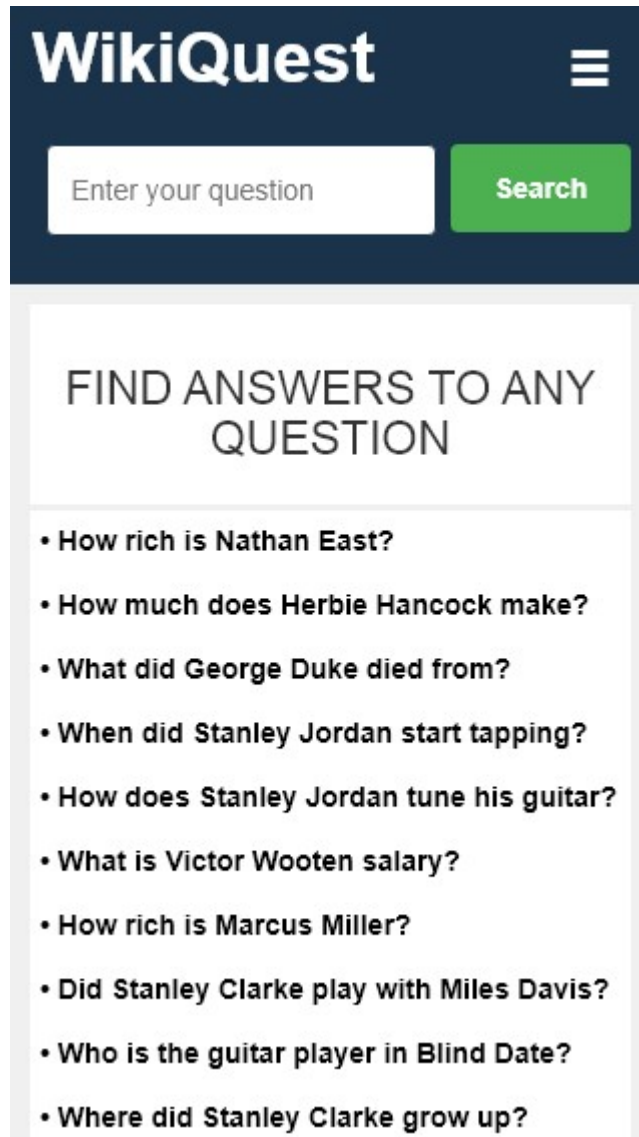 WikiQuest
Enter your question
Search
FIND ANSWERS TO ANY
QUESTION
• How rich is Nathan East?
• How much does Herbie Hancock make?
• What did George Duke died from?
• When did Stanley Jordan start tapping?
• How does Stanley Jordan tune his guitar?
• What is Victor Wooten salary?
• How rich is Marcus Miller?
• Did Stanley Clarke play with Miles Davis?
• Who is the guitar player in Blind Date?
• Where did Stanley Clarke grow up?